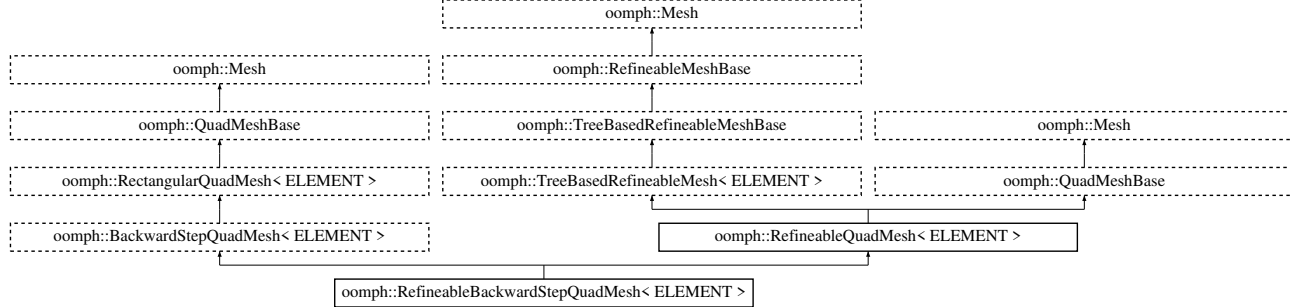 oomph::Mesh
oomph::Mesh
oomph::RefineableMeshBase
oomph::QuadMeshBase
oomph::TreeBasedRefineableMeshBase
oomph::Mesh
oomph::RectangularQuadMesh< ELEMENT >
oomph::TreeBasedRefineableMesh< ELEMENT >
oomph::QuadMeshBase
oomph::BackwardStepQuadMesh< ELEMENT >
oomph::RefineableQuadMesh< ELEMENT >
oomph::RefineableBackwardStepQuadMesh< ELEMENT >